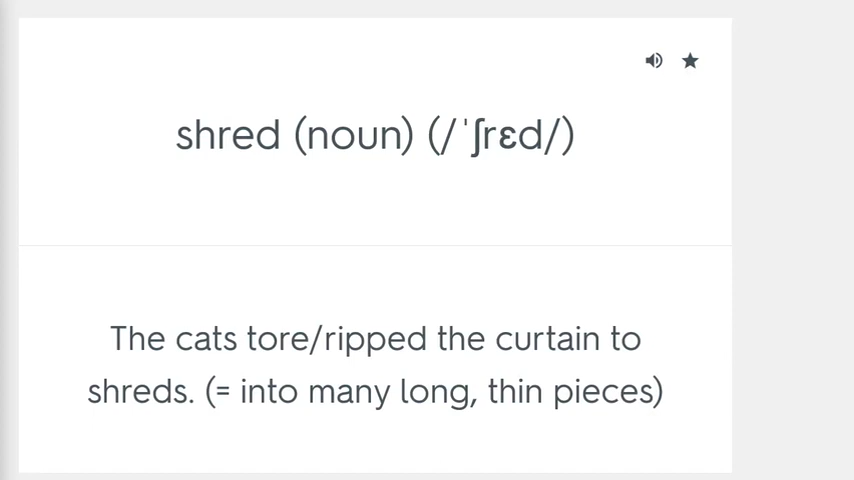 shred (noun) (/ˈʃrɛd/)
The cats tore/ripped the curtain to
shreds. (= into many long, thin pieces)